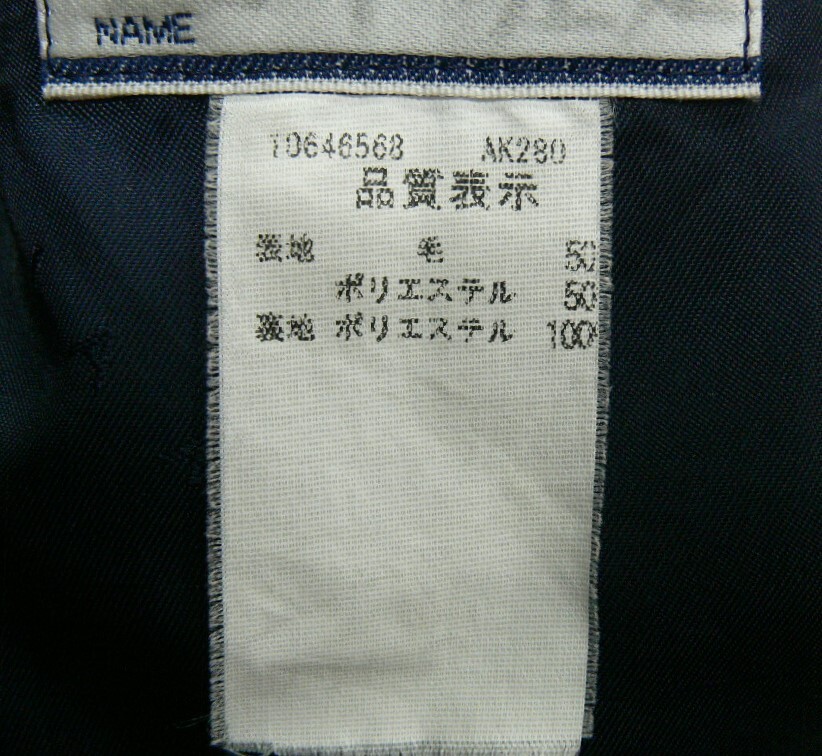 NAME
10646568 AK280
品質表示
表地 毛 50
ポリエステル 50
裏地 ポリエステル 100